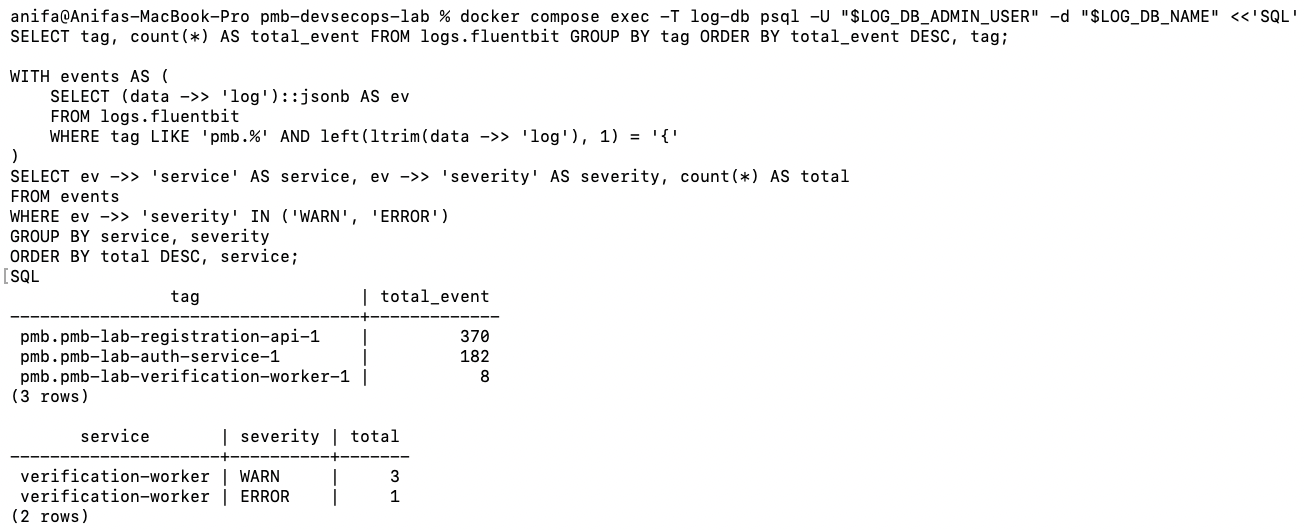 anifa@Anifas-MacBook-Pro pmb-devsecops-lab % docker compose exec -T log-db psql -U "$LOG_DB_ADMIN_USER" -d "$LOG_DB_NAME" <<'SQL'
SELECT tag, count(*) AS total_event FROM logs.fluentbit GROUP BY tag ORDER BY total_event DESC, tag;

WITH events AS (
    SELECT (data ->> 'log')::jsonb AS ev
    FROM logs.fluentbit
    WHERE tag LIKE 'pmb.%' AND left(ltrim(data ->> 'log'), 1) = '{'
)
SELECT ev ->> 'service' AS service, ev ->> 'severity' AS severity, count(*) AS total
FROM events
WHERE ev ->> 'severity' IN ('WARN', 'ERROR')
GROUP BY service, severity
ORDER BY total DESC, service;
[SQL
                tag                | total_event
-----------------------------------+-------------
 pmb.pmb-lab-registration-api-1    |         370
 pmb.pmb-lab-auth-service-1        |         182
 pmb.pmb-lab-verification-worker-1 |           8
(3 rows)

       service       | severity | total
---------------------+----------+-------
 verification-worker | WARN     |     3
 verification-worker | ERROR    |     1
(2 rows)